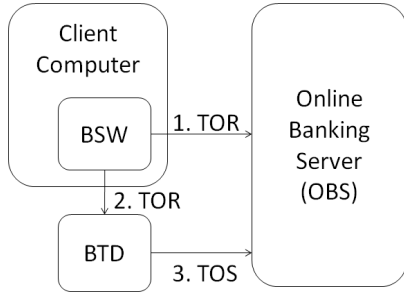 Client
Computer
BSW
1. TOR
2. TOR
BTD
3. TOS
Online
Banking
Server
(OBS)